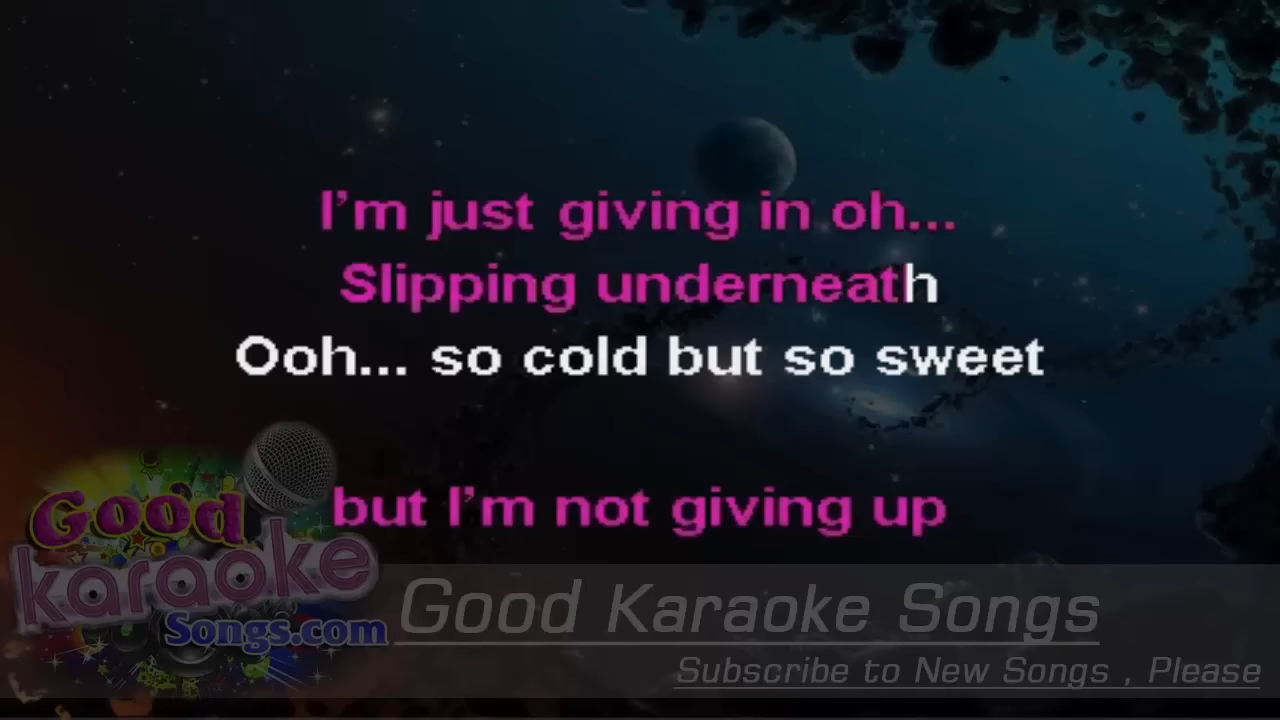 I'm just giving in oh...
Slipping underneath
Ooh... so cold but so sweet
but I'm not giving up
Good
karaoke
Songs.com
Good Karaoke Songs
Subscribe to New Songs , Please